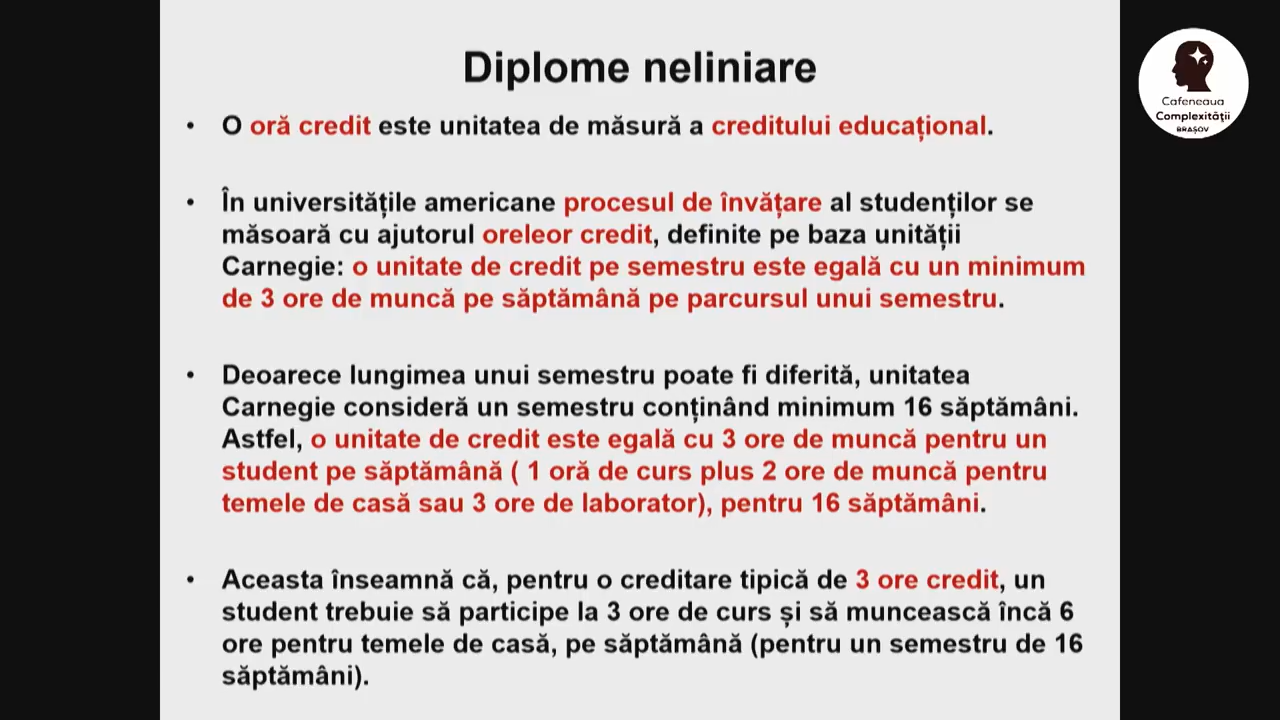 Diplome neliniare
• O oră credit este unitatea de măsură a creditului educațional.
• În universitățile americane procesul de învățare al studenților se
măsoară cu ajutorul oreleor credit, definite pe baza unității
Carnegie: o unitate de credit pe semestru este egală cu un minimum
de 3 ore de muncă pe săptămână pe parcursul unui semestru.
• Deoarece lungimea unui semestru poate fi diferită, unitatea
Carnegie consideră un semestru conținând minimum 16 săptămâni.
Astfel, o unitate de credit este egală cu 3 ore de muncă pentru un
student pe săptămână ( 1 oră de curs plus 2 ore de muncă pentru
temele de casă sau 3 ore de laborator), pentru 16 săptămâni.
• Aceasta înseamnă că, pentru o creditare tipică de 3 ore credit, un
student trebuie să participe la 3 ore de curs și să muncească încă 6
ore pentru temele de casă, pe săptămână (pentru un semestru de 16
săptămâni).
Cafeneaua
Complexităţii
BRAȘOV